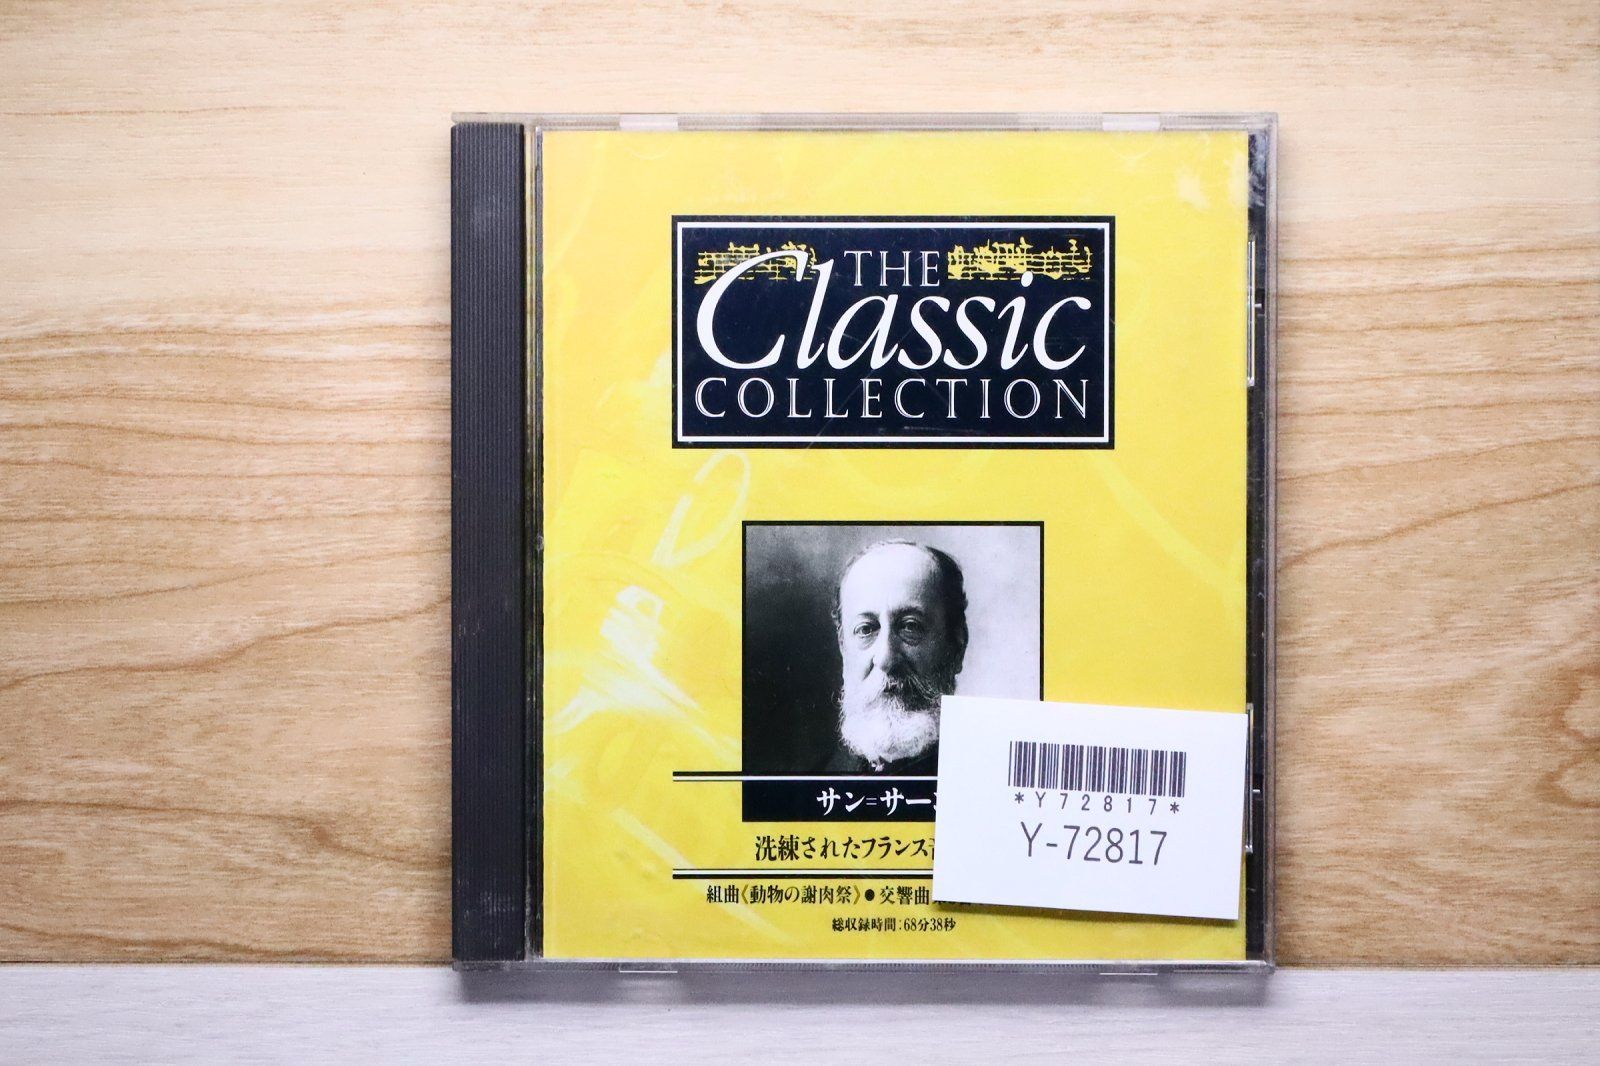 THE
Classic
COLLECTION
サン=サー
洗練されたフランス
組曲《動物の謝肉祭》●交響曲
総収録時間:68分38秒
*Y72817*
Y-72817